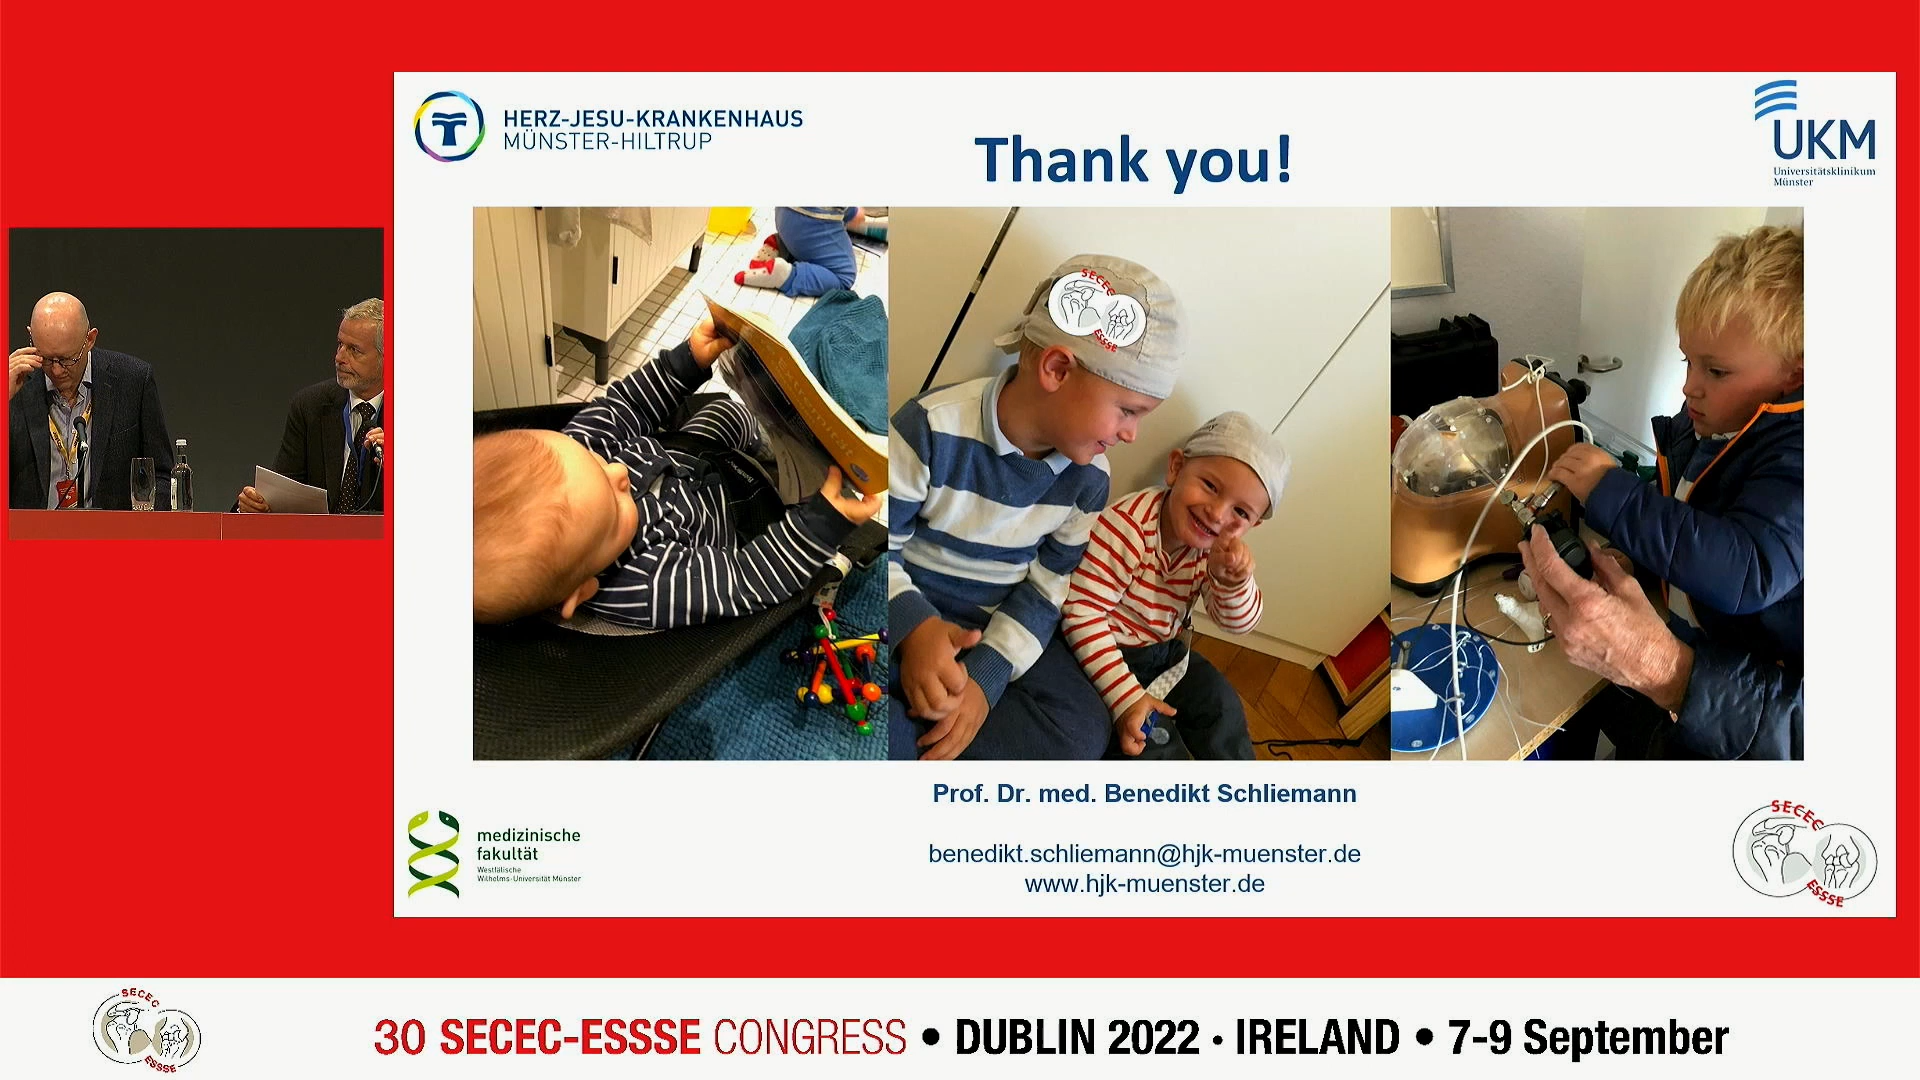 HERZ-JESU-KRANKENHAUS
MÜNSTER-HILTRUP
Thank you!
UKM
Universitätsklinikum
Münster
SECEC
ESSSE
Prof. Dr. med. Benedikt Schliemann
benedikt.schliemann@hjk-muenster.de
www.hjk-muenster.de
medizinische
fakultät
Westfälische
Wilhelms-Universität Münster
SECEC
ESSSE
SECEC
ESSSE
30 SECEC-ESSSE CONGRESS • DUBLIN 2022 • IRELAND • 7-9 September